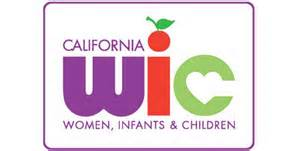 CALIFORNIA
wic
WOMEN, INFANTS & CHILDREN